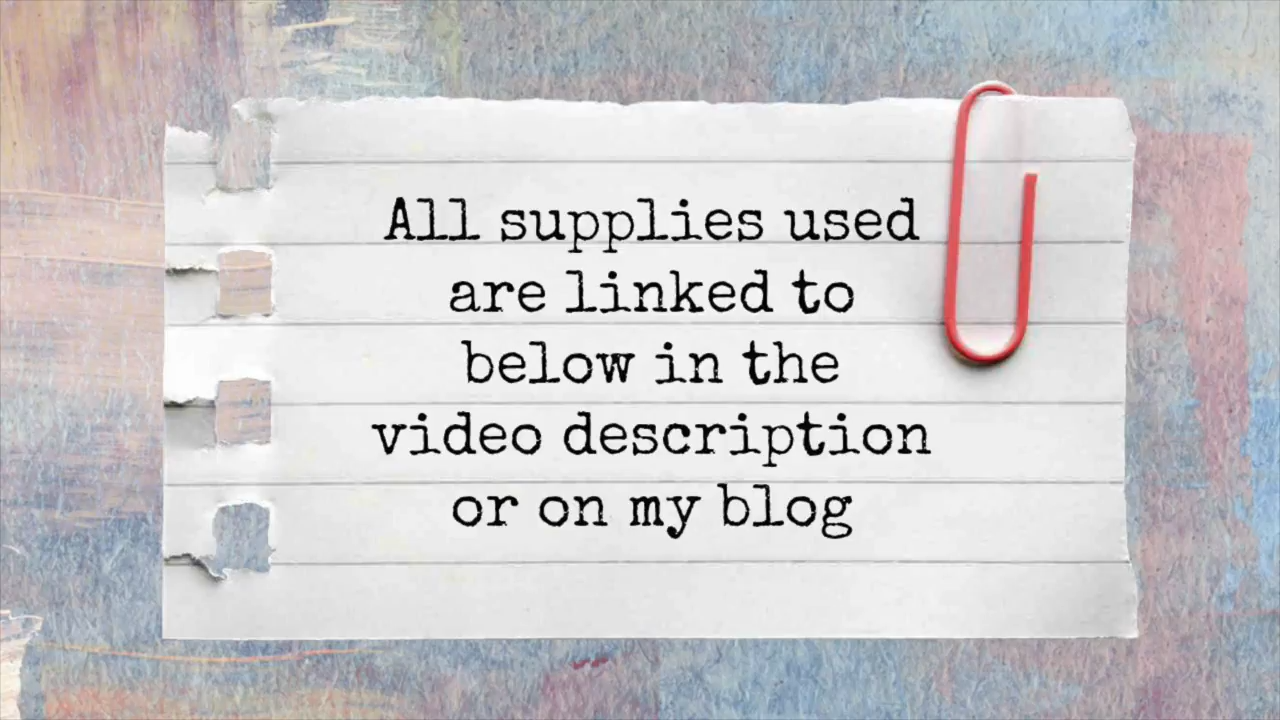 All supplies used
are linked to
below in the
video description
or on my blog